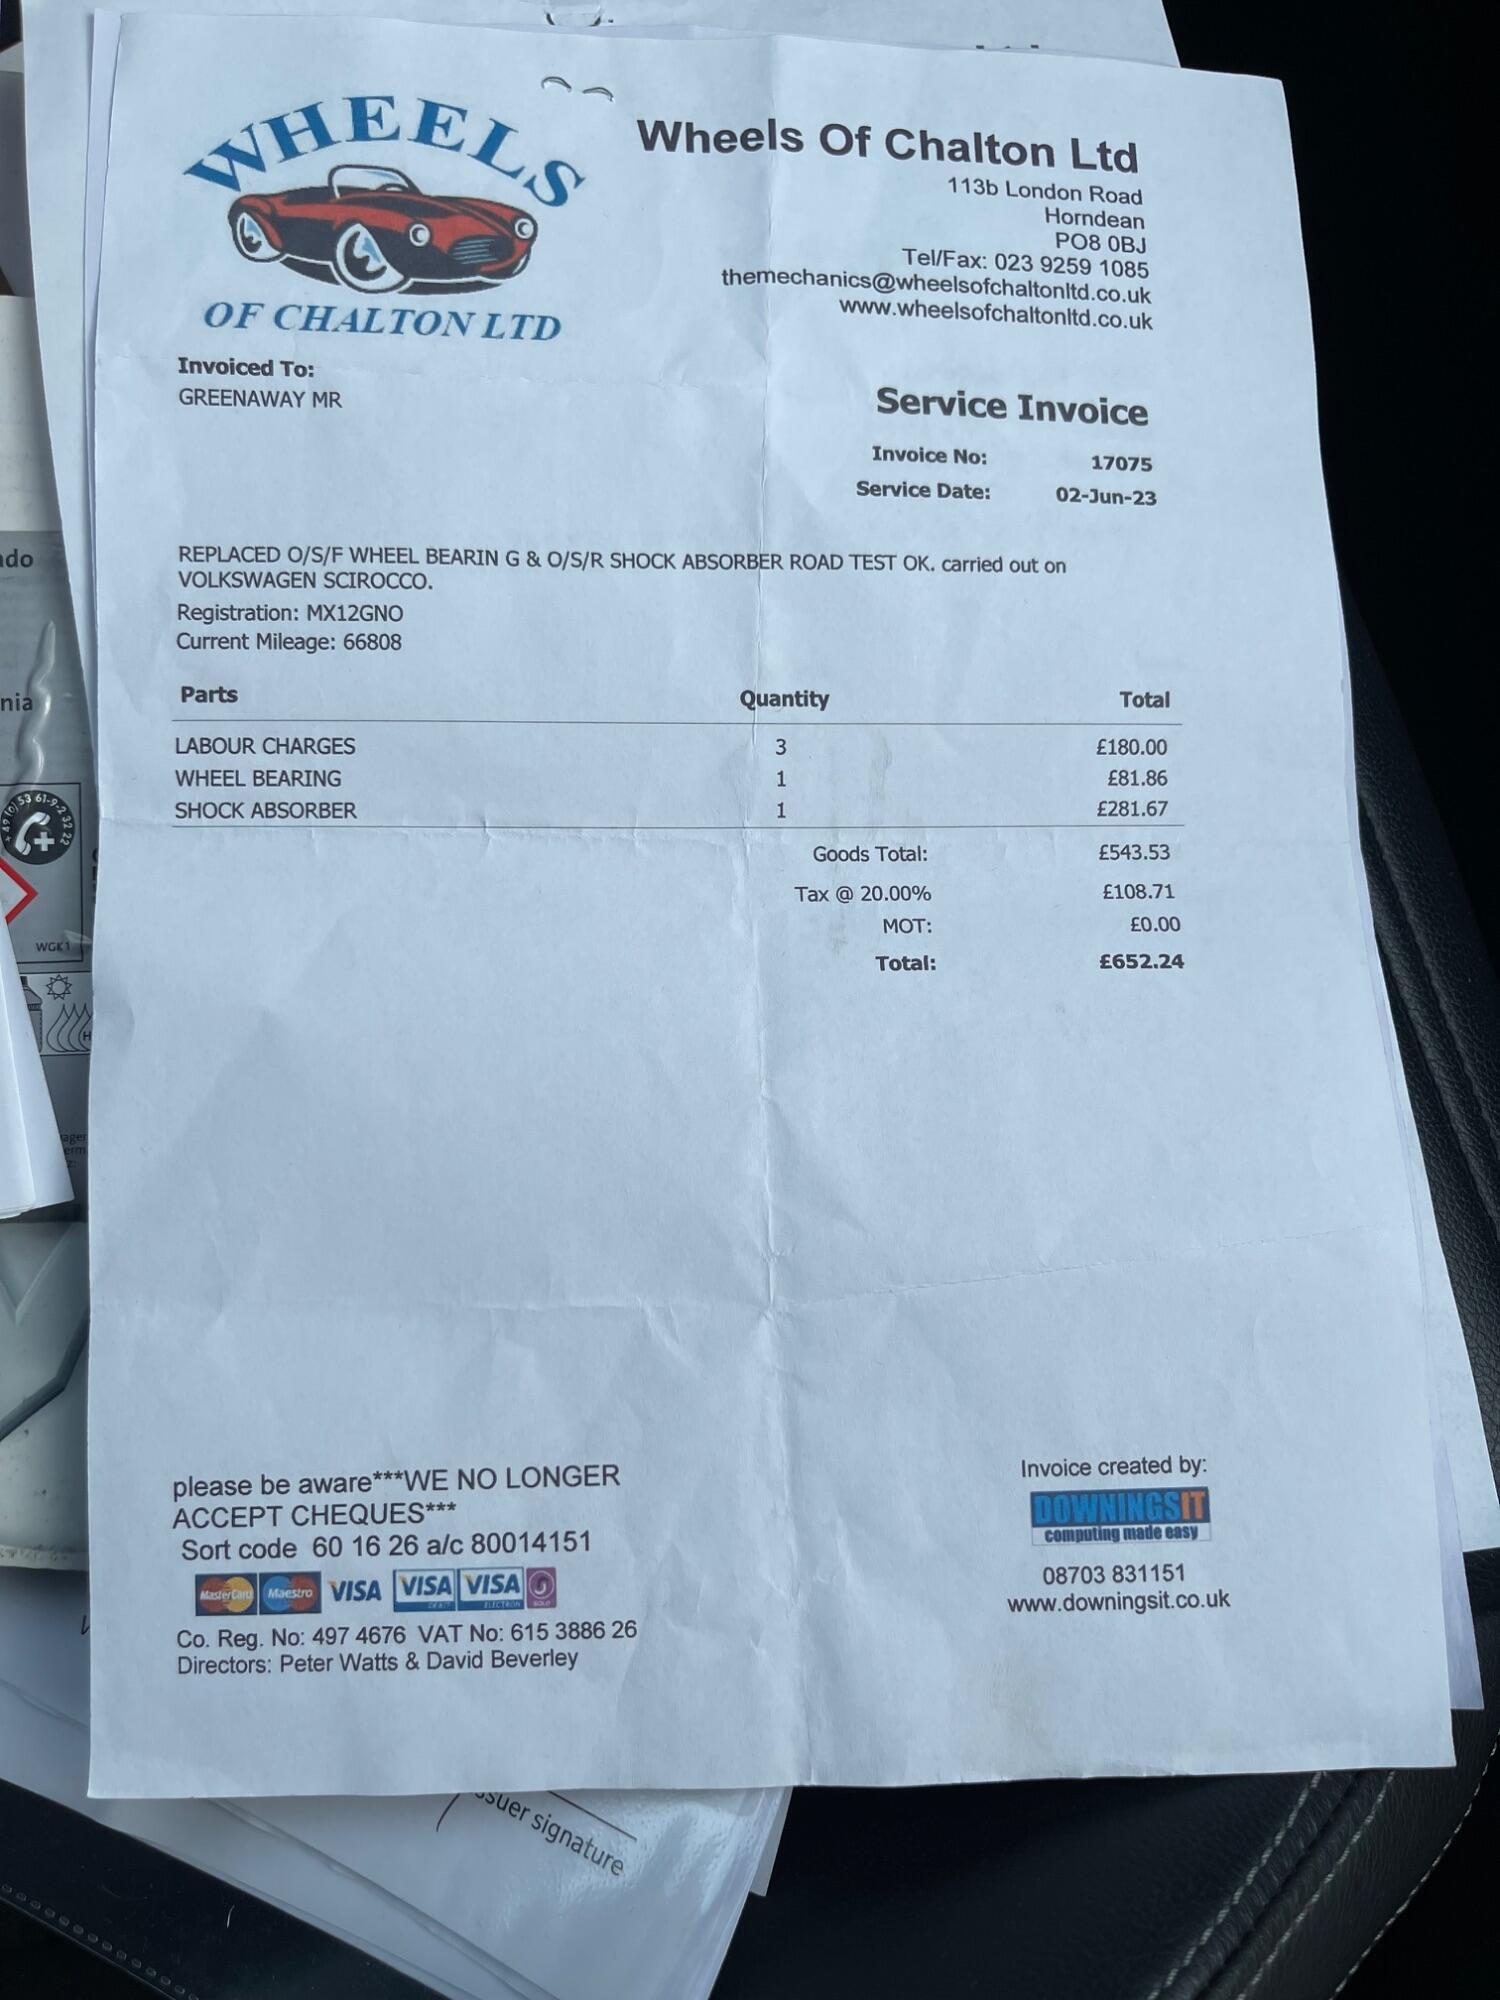 WHEELS
OF CHALTON LTD
Wheels Of Chalton Ltd
113b London Road
Horndean
PO8 0BJ
Tel/Fax: 023 9259 1085
themechanics@wheelsofchaltonltd.co.uk
www.wheelsofchaltonltd.co.uk
Invoiced To:
GREENAWAY MR
Service Invoice
Invoice No: 17075
Service Date: 02-Jun-23
REPLACED O/S/F WHEEL BEARIN G & O/S/R SHOCK ABSORBER ROAD TEST OK. carried out on
VOLKSWAGEN SCIROCCO.
Registration: MX12GNO
Current Mileage: 66808
Parts Quantity Total
LABOUR CHARGES 3 £180.00
WHEEL BEARING 1 £81.86
SHOCK ABSORBER 1 £281.67
Goods Total: £543.53
Tax @ 20.00% £108.71
MOT: £0.00
Total: £652.24
please be aware***WE NO LONGER
ACCEPT CHEQUES***
Sort code 60 16 26 a/c 80014151
MasterCard Maestro VISA VISA DEBIT VISA ELECTRON SOLO
Co. Reg. No: 497 4676 VAT No: 615 3886 26
Directors: Peter Watts & David Beverley
Invoice created by:
DOWNINGSIT
computing made easy
08703 831151
www.downingsit.co.uk
WGK1
ssuer signature